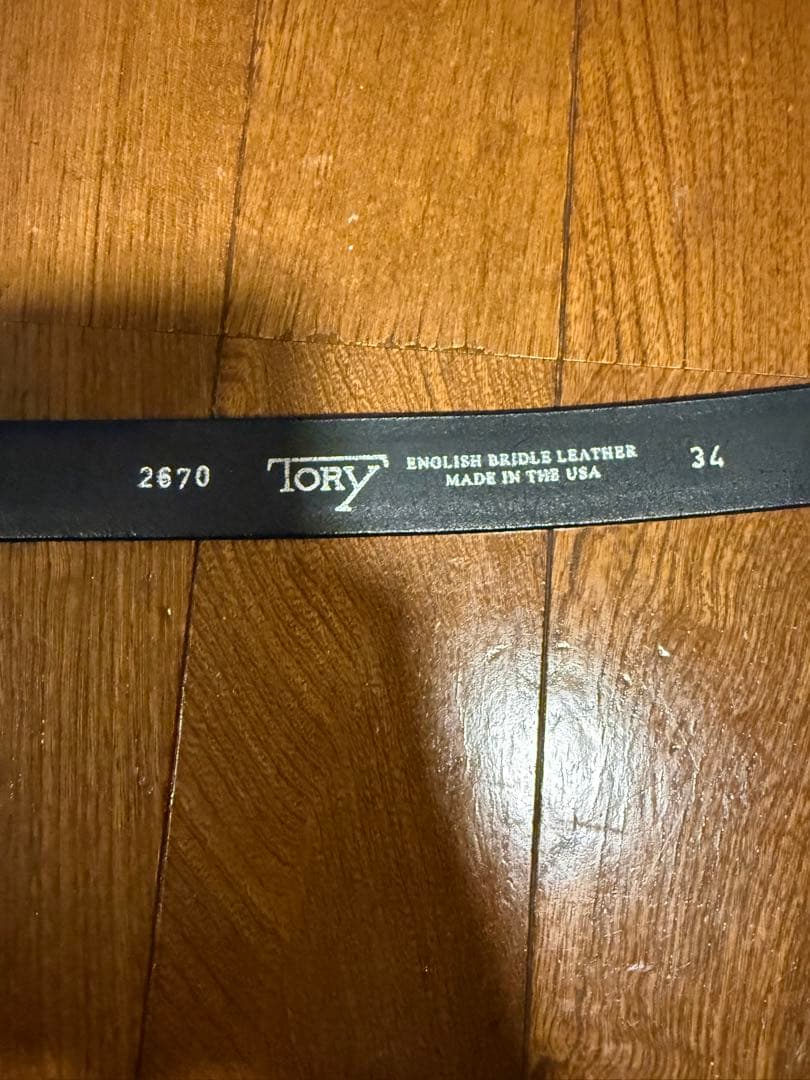 2670
TORY
ENGLISH BRIDLE LEATHER
MADE IN THE USA
34